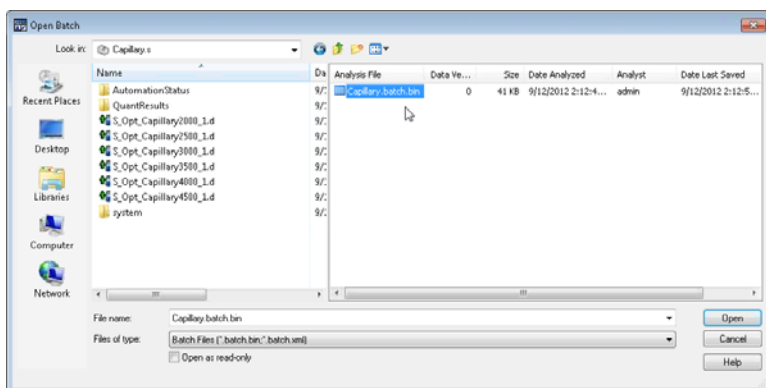 Open Batch
Look in: Capilary.s
Recent Places
Desktop
Libraries
Computer
Network
Name Da
AutomationStatus 9/
QuantResults 9/
S_Opt_Capillary2000_1.d 9/
S_Opt_Capillary2500_1.d 9/
S_Opt_Capillary3000_1.d 9/
S_Opt_Capillary3500_1.d 9/
S_Opt_Capillary4000_1.d 9/
S_Opt_Capillary4500_1.d 9/
system 9/
Analysis File Data Ve... Size Date Analyzed Analyst Date Last Saved
Capillary.batch.bin 0 41 KB 9/12/2012 2:12:4... admin 9/12/2012 2:12:5...
File name: Capillary.batch.bin Open
Files of type: Batch Files (*.batch.bin;*.batch.xml) Cancel
Open as read-only Help